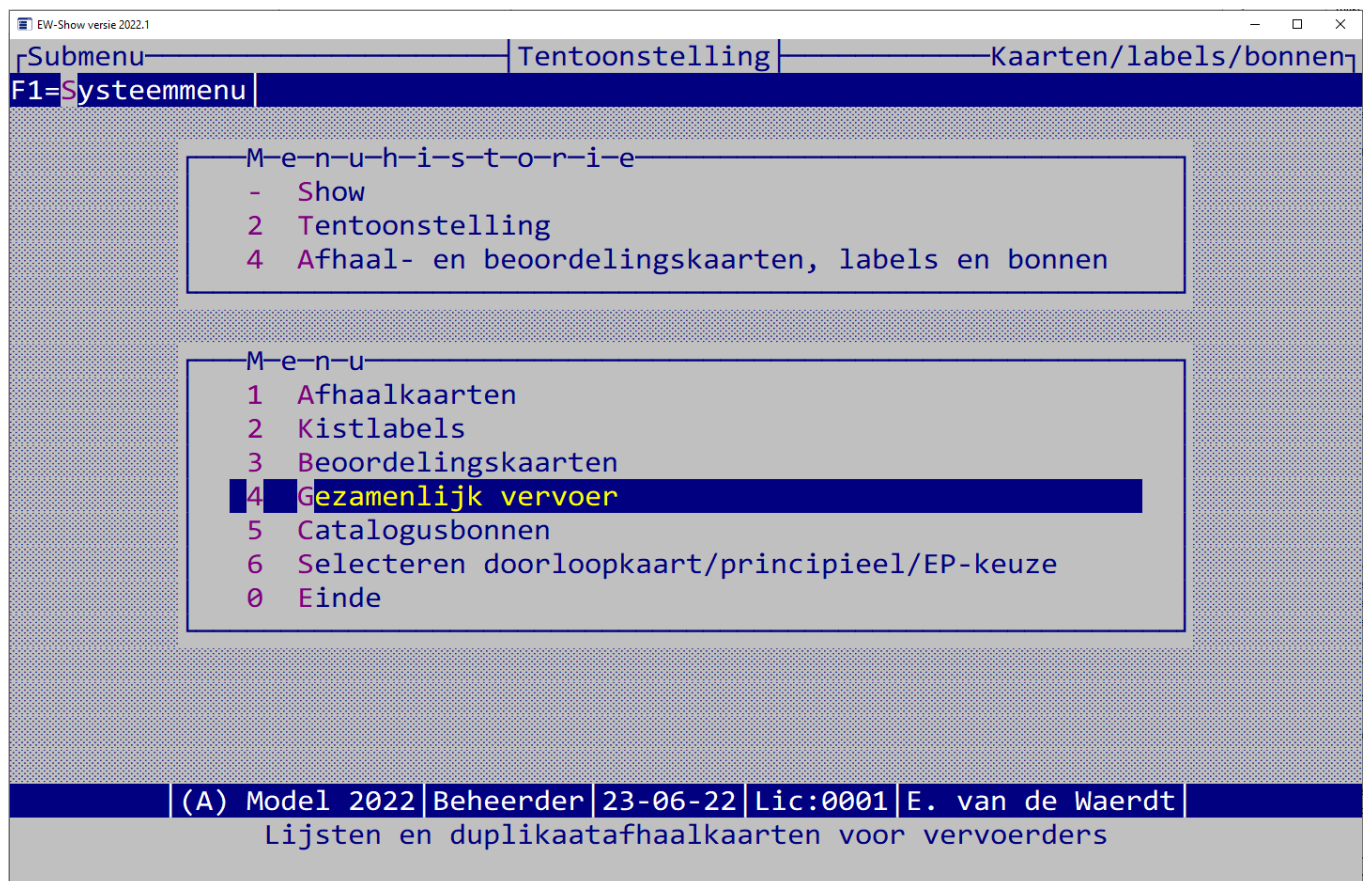 EW-Show versie 2022.1
Submenu Tentoonstelling Kaarten/labels/bonnen
F1=Systeemmenu
M-e-n-u-h-i-s-t-o-r-i-e
- Show
2 Tentoonstelling
4 Afhaal- en beoordelingskaarten, labels en bonnen
M-e-n-u
1 Afhaalkaarten
2 Kistlabels
3 Beoordelingskaarten
4 Gezamenlijk vervoer
5 Catalogusbonnen
6 Selecteren doorloopkaart/principieel/EP-keuze
0 Einde
(A) Model 2022|Beheerder|23-06-22|Lic:0001|E. van de Waerdt
Lijsten en duplikaatafhaalkaarten voor vervoerders